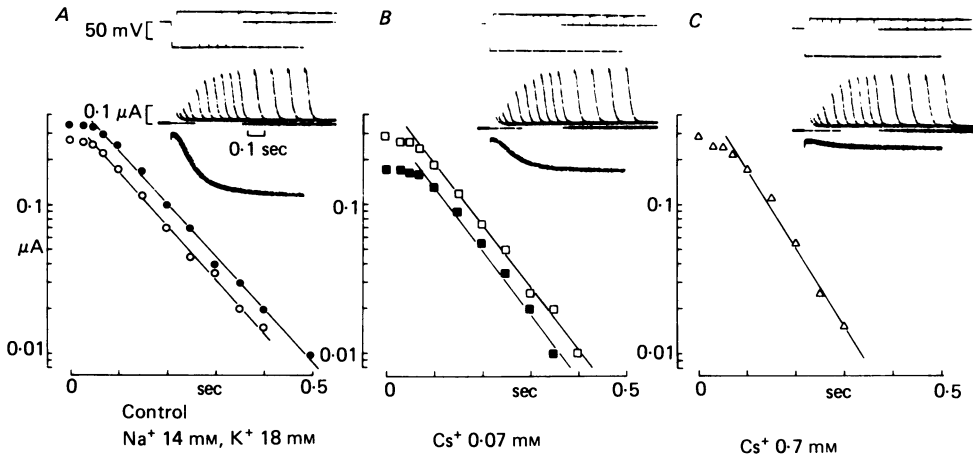 A
50 mV
0·1 μA
0·1 sec
0·1
μA
0·01
0
sec
0·5
Control
Na⁺ 14 mM, K⁺ 18 mM
B
0·1
0·01
0
sec
0·5
Cs⁺ 0·07 mM
C
0·1
0·01
0
sec
0·5
Cs⁺ 0·7 mM